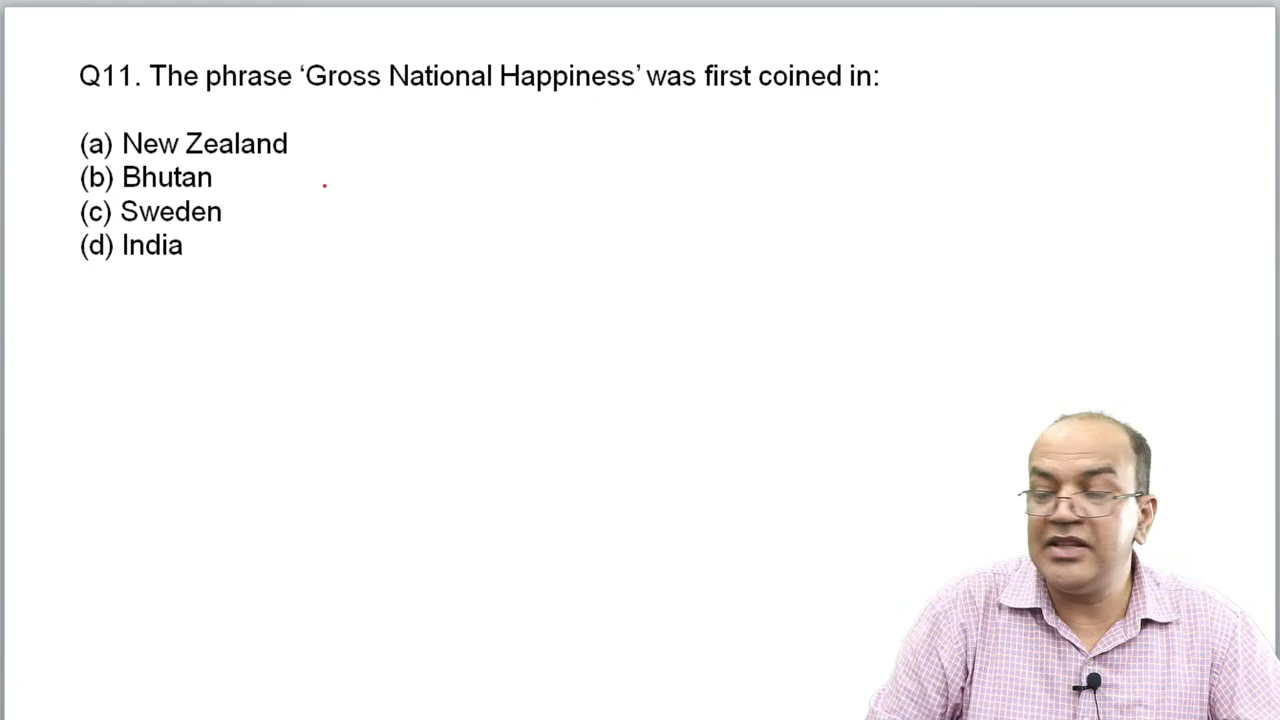 Q11. The phrase ‘Gross National Happiness’ was first coined in:
(a) New Zealand
(b) Bhutan
(c) Sweden
(d) India